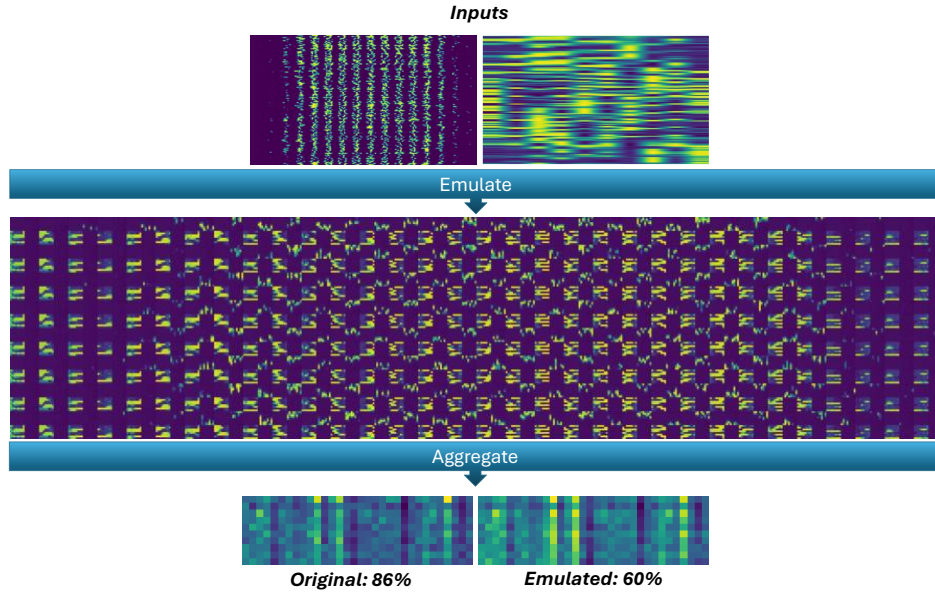 Inputs
Emulate
Aggregate
Original: 86%
Emulated: 60%